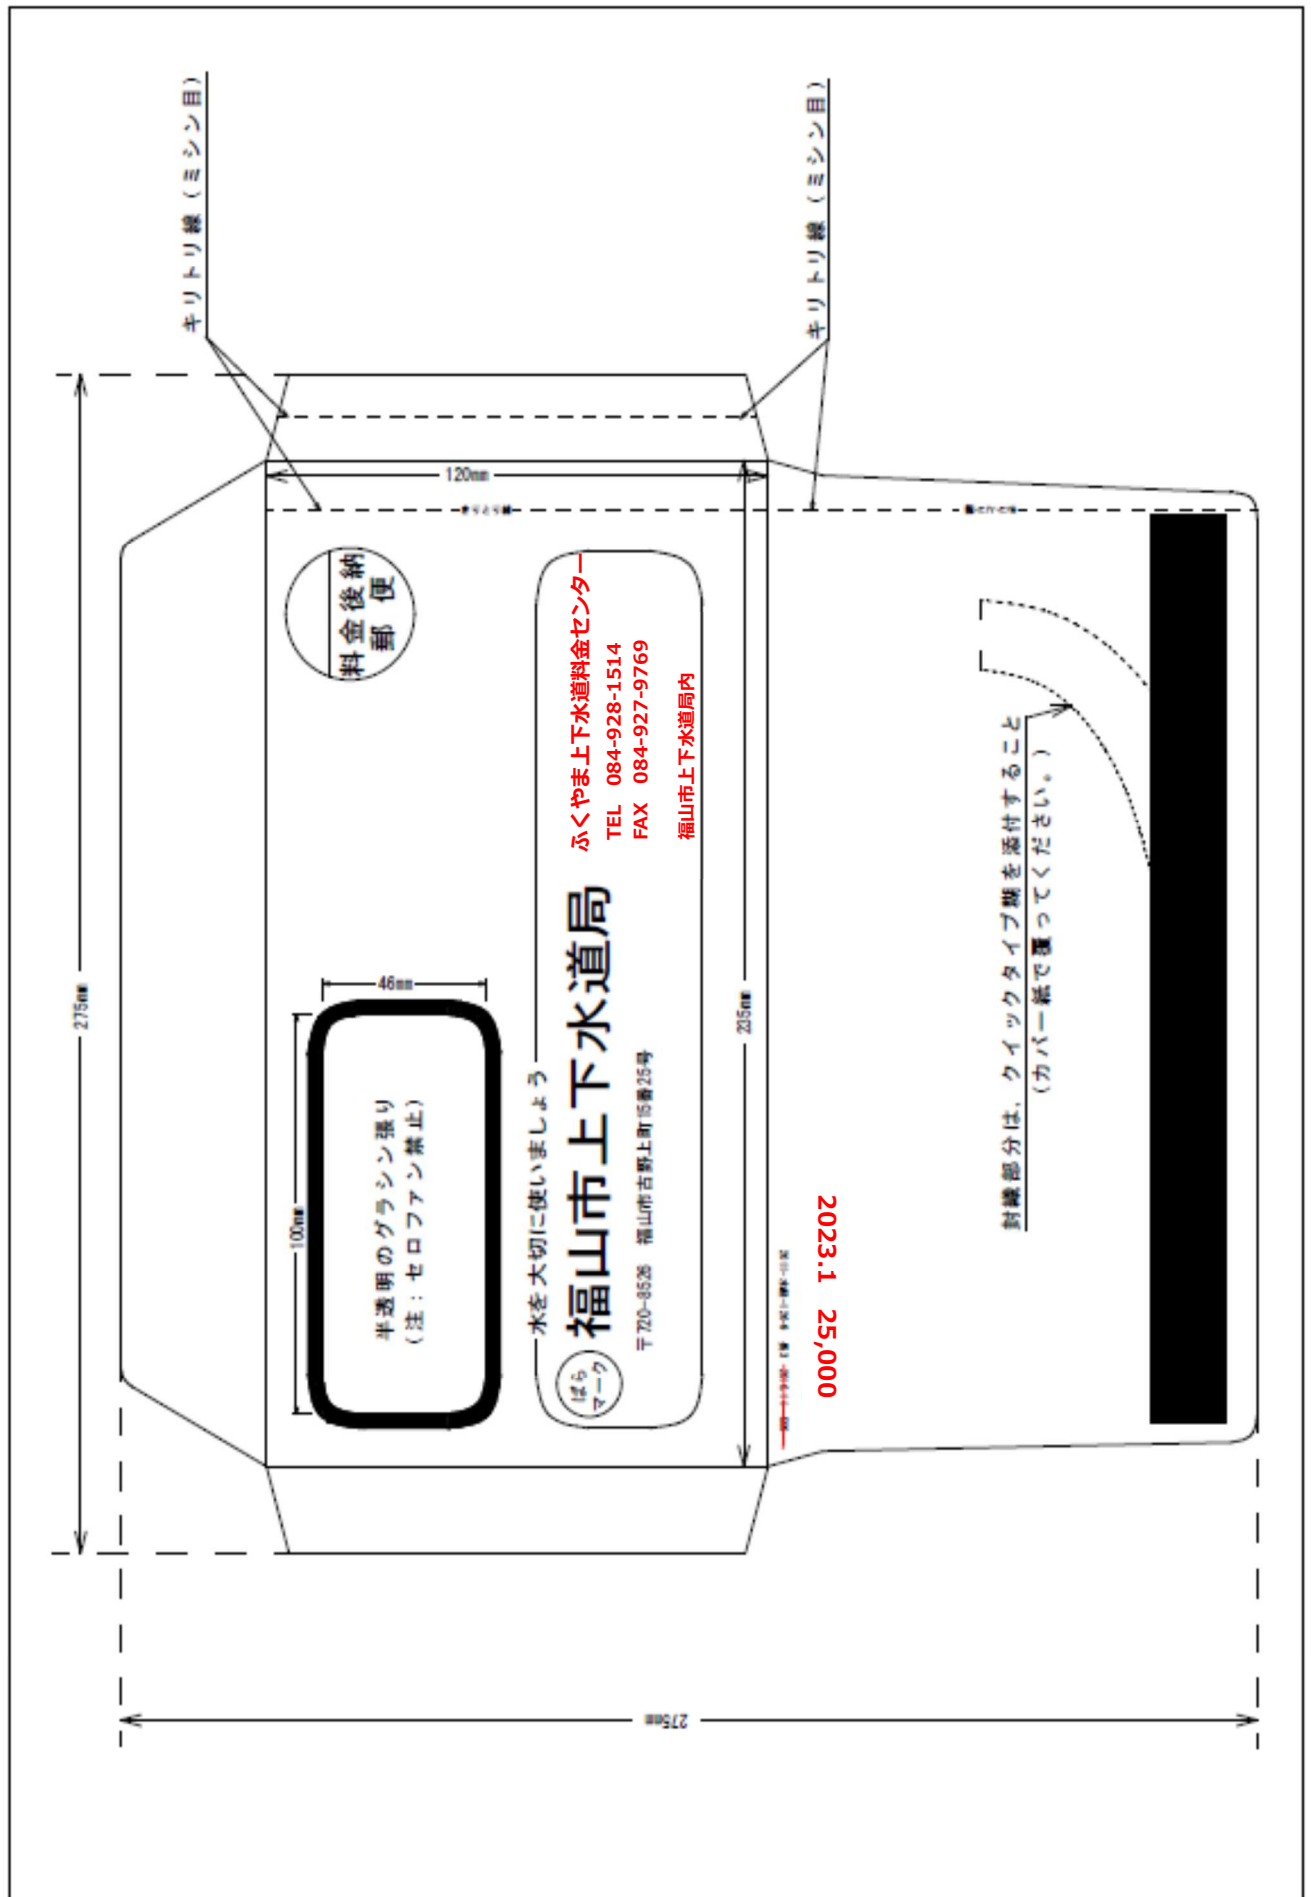 キリトリ線（ミシン目）
キリトリ線（ミシン目）
275mm
120mm
料金後納
郵便
46mm
100mm
半透明のグラシン張り
（注：セロファン禁止）
水を大切に使いましょう
ばら
マーク
福山市上下水道局
〒720-8526 福山市古野上町15番25号
ふくやま上下水道料金センター
TEL 084-928-1514
FAX 084-927-9769
福山市上下水道局内
235mm
2023.1 25,000
封緘部分は、クイックタイプ糊を添付すること
（カバー紙で覆ってください。）
275mm